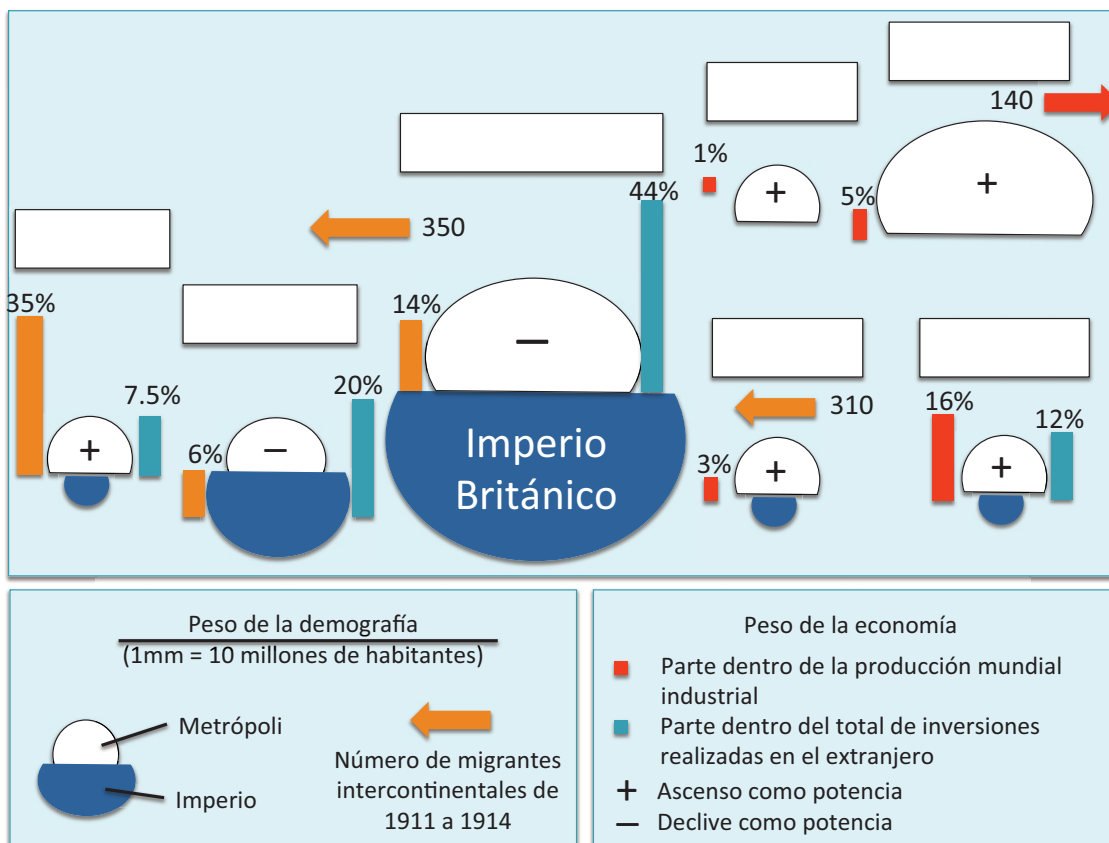 140
+
1%
+
5%
44%
350
35%
14%
—
7.5%
+
20%
6%
—
Imperio
Británico
310
3%
+
16%
12%
+
Peso de la demografía
(1mm = 10 millones de habitantes)
Metrópoli
Imperio
Número de migrantes
intercontinentales de
1911 a 1914
Peso de la economía
Parte dentro de la producción mundial
industrial
Parte dentro del total de inversiones
realizadas en el extranjero
+ Ascenso como potencia
— Declive como potencia